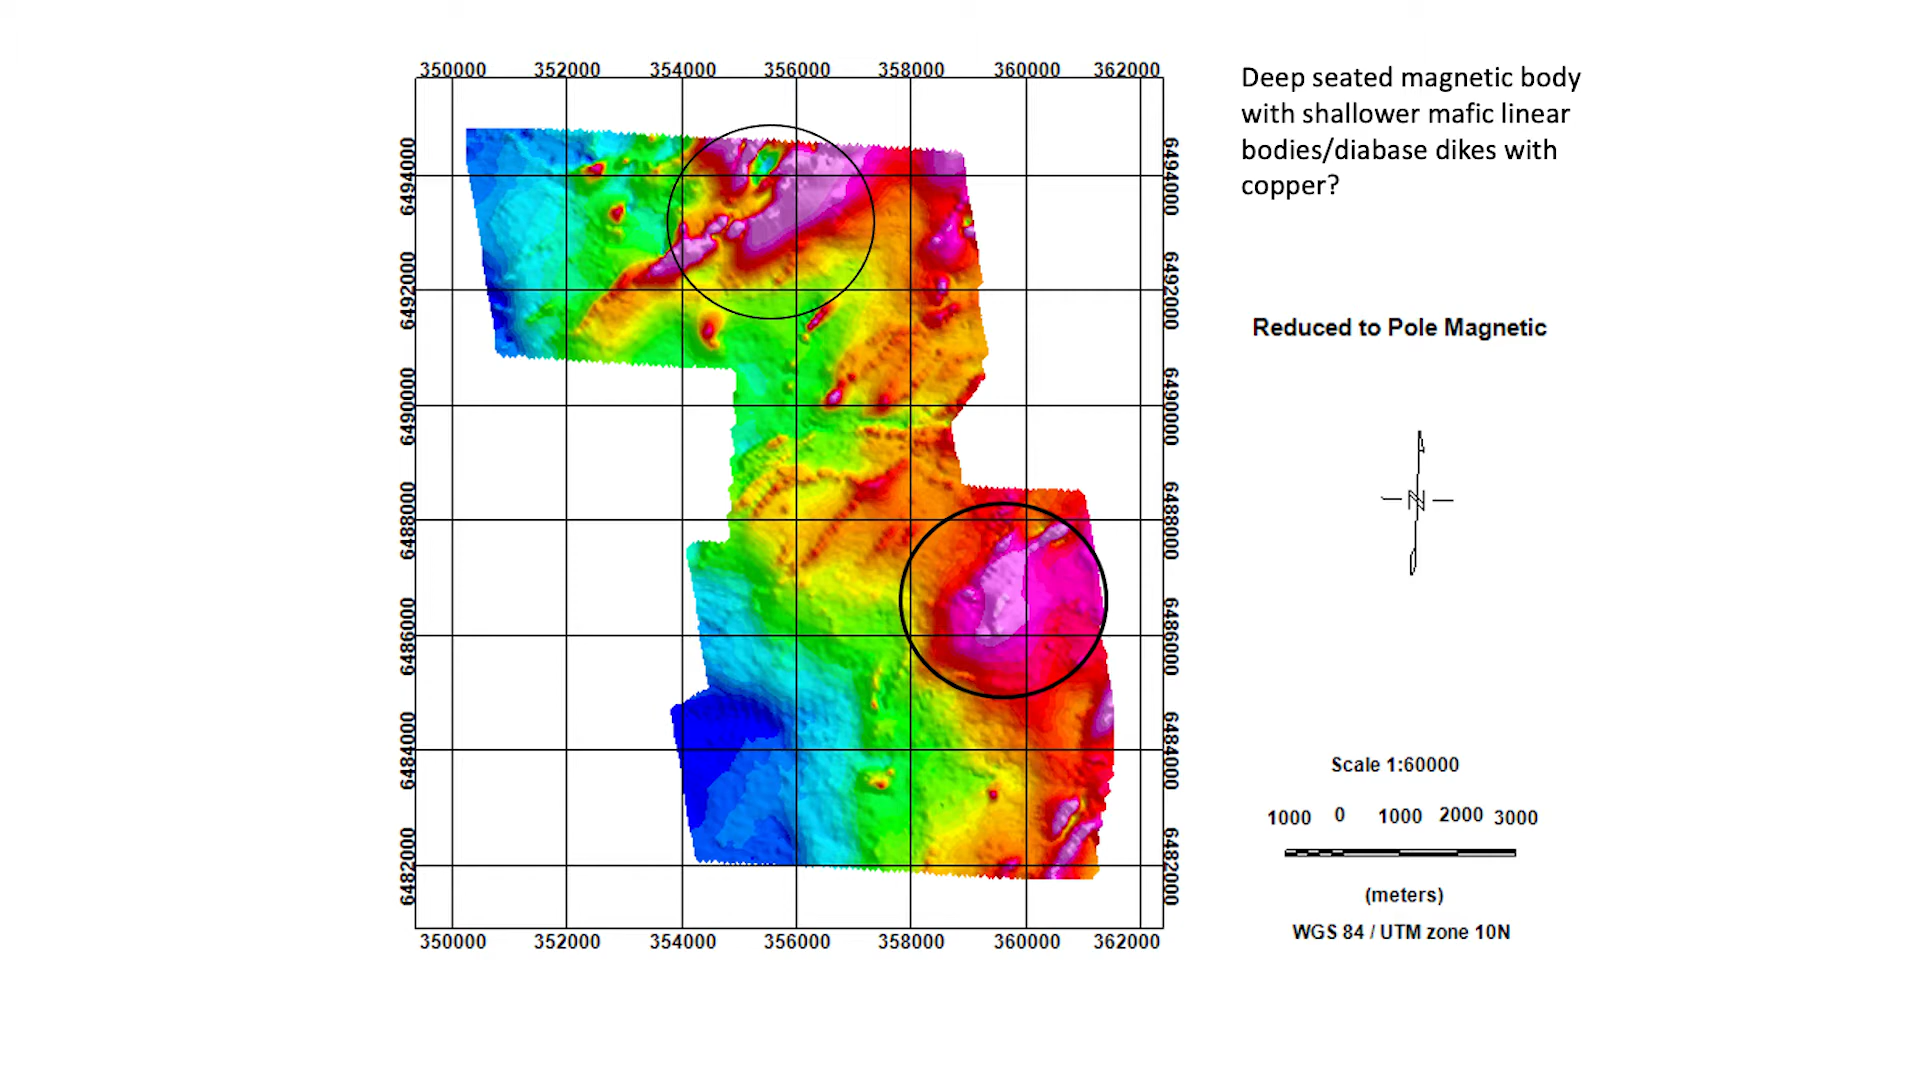 350000 352000 354000 356000 358000 360000 362000
Deep seated magnetic body
with shallower mafic linear
bodies/diabase dikes with
copper?
6494000 6494000
6492000 6492000
6490000 6490000
6488000 6488000
6486000 6486000
6484000 6484000
6482000 6482000
350000 352000 354000 356000 358000 360000 362000
Reduced to Pole Magnetic
N
Scale 1:60000
1000 0 1000 2000 3000
(meters)
WGS 84 / UTM zone 10N